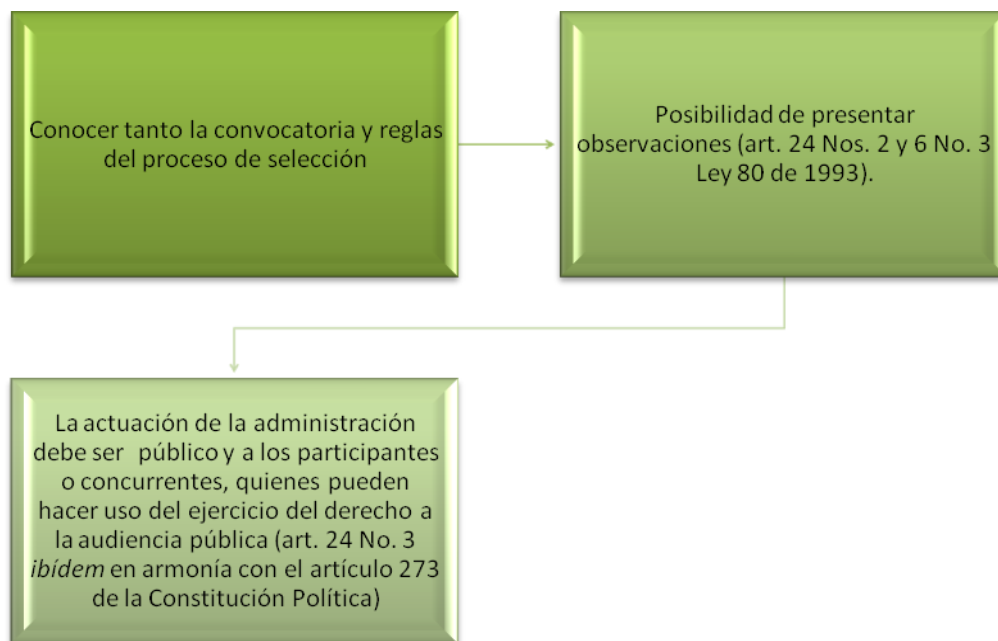 Conocer tanto la convocatoria y reglas
del proceso de selección
Posibilidad de presentar
observaciones (art. 24 Nos. 2 y 6 No. 3
Ley 80 de 1993).
La actuación de la administración
debe ser  público y a los participantes
o concurrentes, quienes pueden
hacer uso del ejercicio del derecho a
la audiencia pública (art. 24 No. 3
ibídem en armonía con el artículo 273
de la Constitución Política)